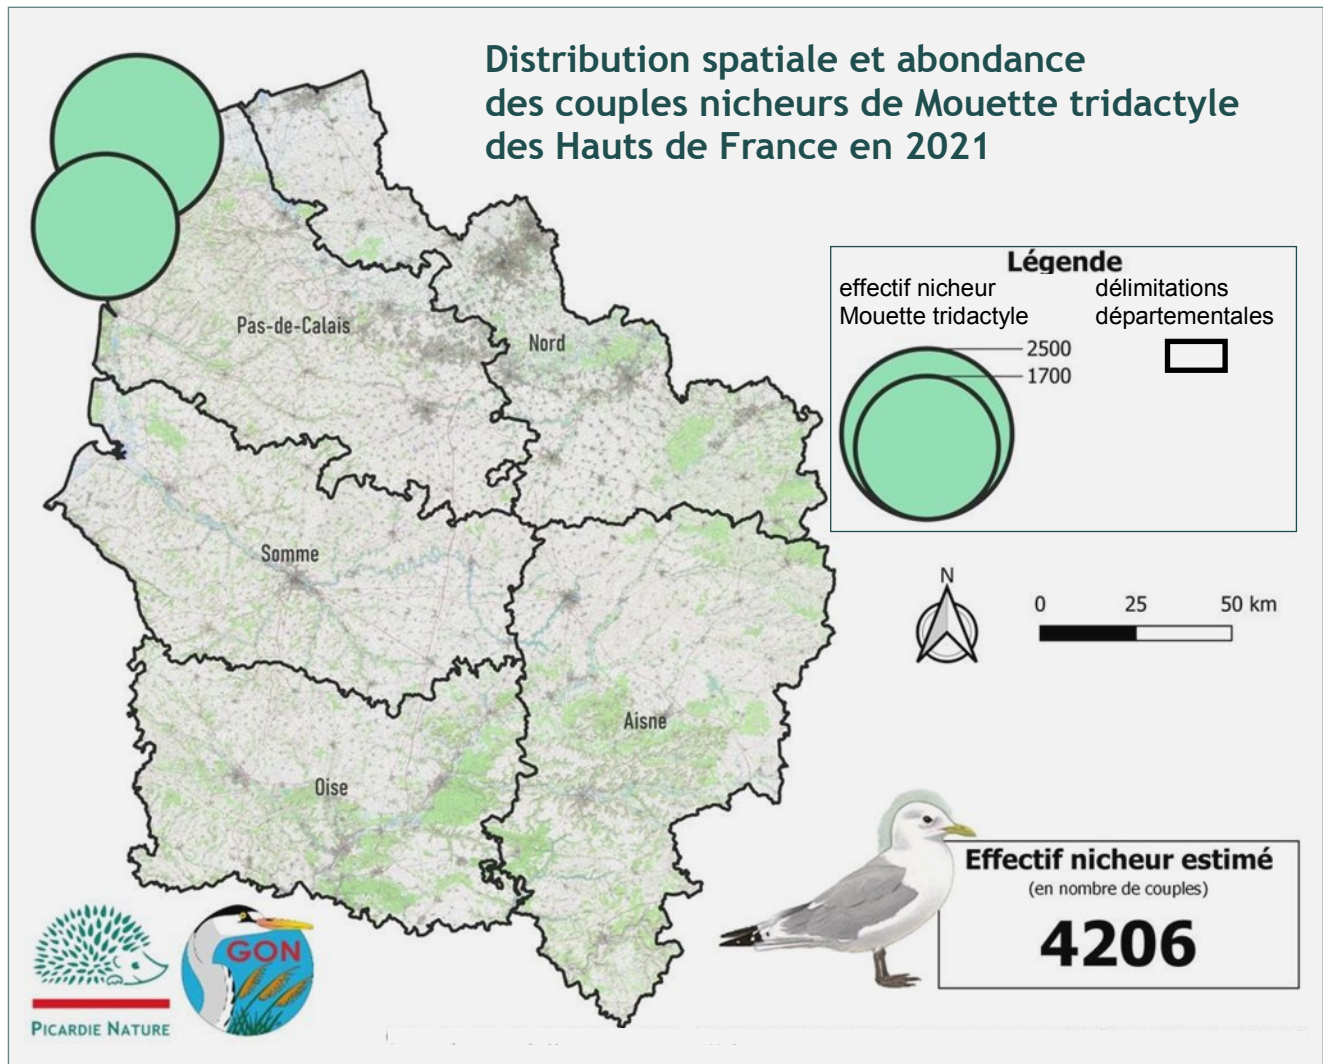 Distribution spatiale et abondance
des couples nicheurs de Mouette tridactyle
des Hauts de France en 2021
Légende
effectif nicheur
Mouette tridactyle
délimitations
départementales
2500
1700
Pas-de-Calais
Nord
Somme
Aisne
Oise
N
0 25 50 km
Effectif nicheur estimé
(en nombre de couples)
4206
GON
PICARDIE NATURE